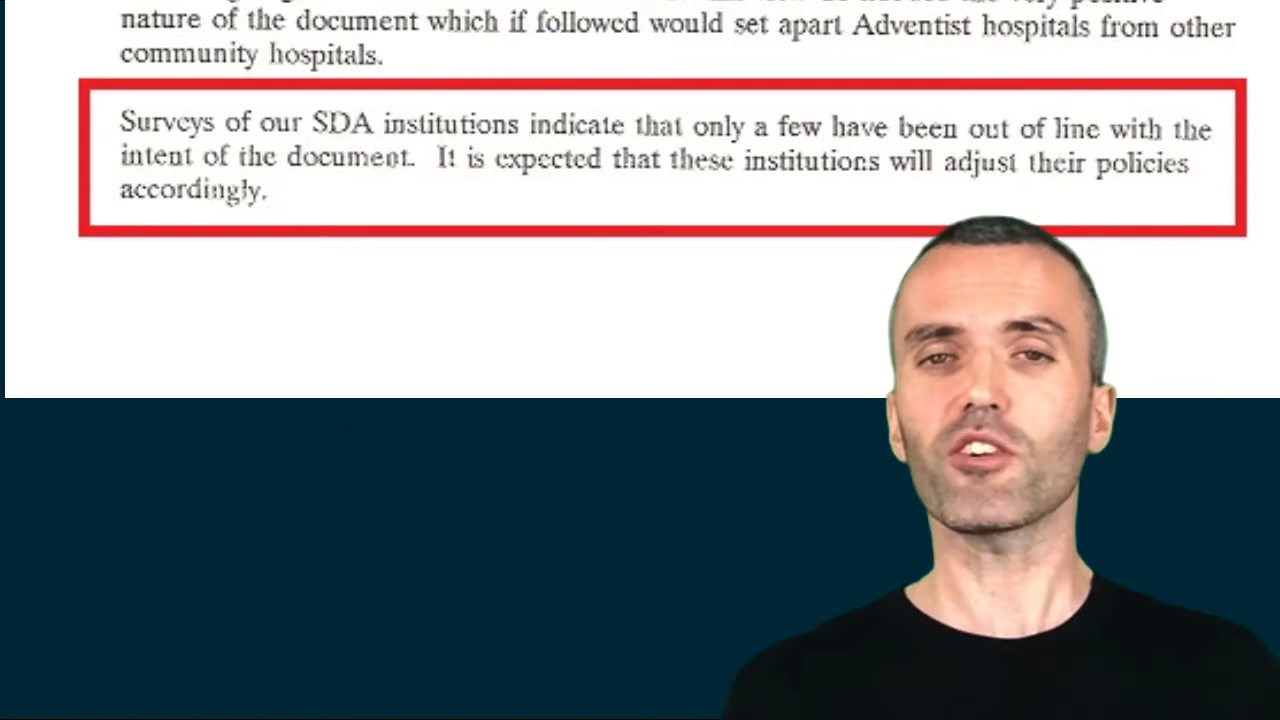 nature of the document which if followed would set apart Adventist hospitals from other
community hospitals.
Surveys of our SDA institutions indicate that only a few have been out of line with the
intent of the document. It is expected that these institutions will adjust their policies
accordingly.